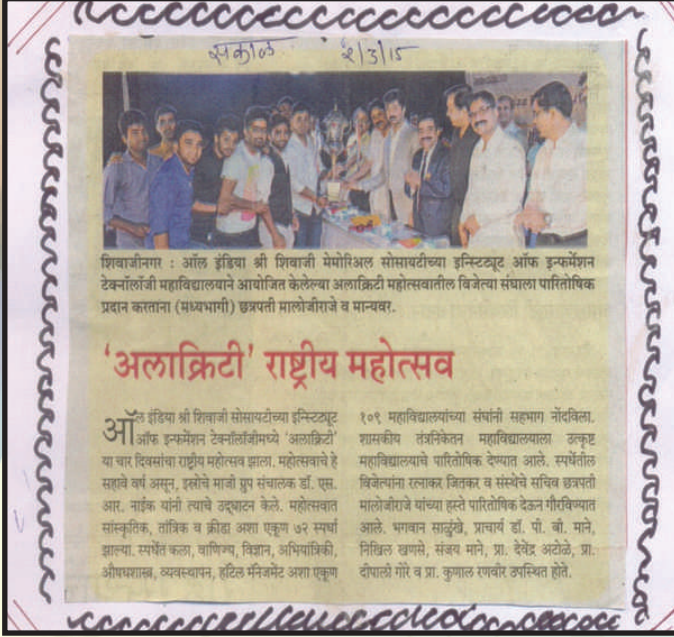 सकाळ २/3/15
शिवाजीनगर : ऑल इंडिया श्री शिवाजी मेमोरिअल सोसायटीच्या इन्स्टिट्यूट ऑफ इन्फर्मेशन
टेक्नॉलॉजी महाविद्यालयाने आयोजित केलेल्या अलाक्रिटी महोत्सवातील विजेत्या संघाला पारितोषिक
प्रदान करताना (मध्यभागी) छत्रपती मालोजीराजे व मान्यवर.
‘अलाक्रिटी’ राष्ट्रीय महोत्सव
ऑल इंडिया श्री शिवाजी सोसायटीच्या इन्स्टिट्यूट
ऑफ इन्फर्मेशन टेक्नॉलॉजीमध्ये ‘अलाक्रिटी’
या चार दिवसांचा राष्ट्रीय महोत्सव झाला. महोत्सवाचे हे
सहावे वर्ष असून, इस्रोचे माजी ग्रुप संचालक डॉ. एस.
आर. नाईक यांनी त्याचे उद्घाटन केले. महोत्सवात
सांस्कृतिक, तांत्रिक व क्रीडा अशा एकूण ७२ स्पर्धा
झाल्या. स्पर्धेत कला, वाणिज्य, विज्ञान, अभियांत्रिकी,
औषधशास्त्र, व्यवस्थापन, हॉटेल मॅनेजमेंट अशा एकूण
१०९ महाविद्यालयांच्या संघांनी सहभाग नोंदविला.
शासकीय तंत्रनिकेतन महाविद्यालयाला उत्कृष्ट
महाविद्यालयाचे पारितोषिक देण्यात आले. स्पर्धेतील
विजेत्यांना रत्नाकर जितकर व संस्थेचे सचिव छत्रपती
मालोजीराजे यांच्या हस्ते पारितोषिक देऊन गौरविण्यात
आले. भगवान साळुंखे, प्राचार्य डॉ. पी. बी. माने,
निखिल खणसे, संजय माने, प्रा. देवेंद्र अटोळे, प्रा.
दीपाली गोरे व प्रा. कुणाल रणवीर उपस्थित होते.